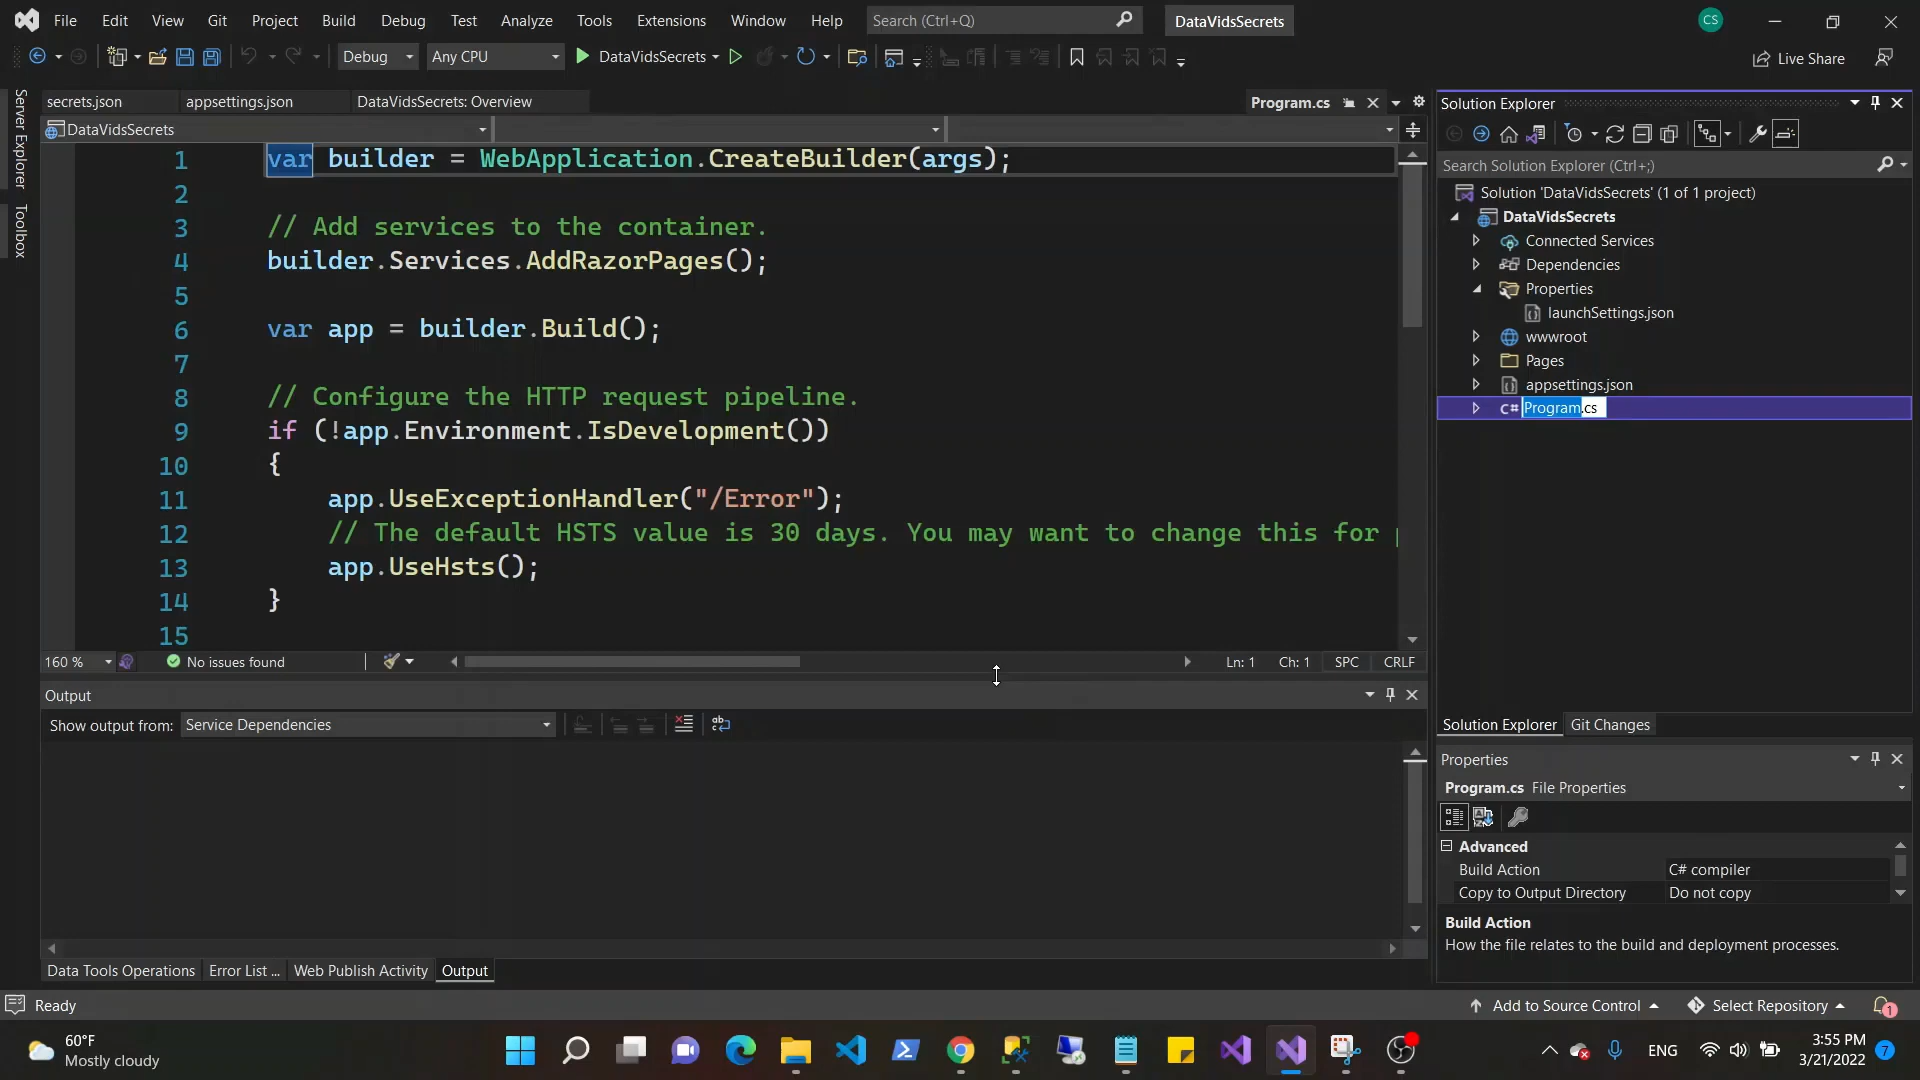 File Edit View Git Project Build Debug Test Analyze Tools Extensions Window Help Search (Ctrl+Q) DataVidsSecrets CS
Debug Any CPU DataVidsSecrets Live Share
Server Explorer
Toolbox
secrets.json appsettings.json DataVidsSecrets: Overview Program.cs
DataVidsSecrets
1 var builder = WebApplication.CreateBuilder(args);
2
3 // Add services to the container.
4 builder.Services.AddRazorPages();
5
6 var app = builder.Build();
7
8 // Configure the HTTP request pipeline.
9 if (!app.Environment.IsDevelopment())
10 {
11 app.UseExceptionHandler("/Error");
12 // The default HSTS value is 30 days. You may want to change this for
13 app.UseHsts();
14 }
15
160 % No issues found Ln: 1 Ch: 1 SPC CRLF
Output
Show output from: Service Dependencies
Data Tools Operations Error List ... Web Publish Activity Output
Solution Explorer
Search Solution Explorer (Ctrl+;)
Solution 'DataVidsSecrets' (1 of 1 project)
DataVidsSecrets
Connected Services
Dependencies
Properties
launchSettings.json
wwwroot
Pages
appsettings.json
C# Program.cs
Solution Explorer Git Changes
Properties
Program.cs File Properties
Advanced
Build Action C# compiler
Copy to Output Directory Do not copy
Build Action
How the file relates to the build and deployment processes.
Ready Add to Source Control Select Repository 1
60°F
Mostly cloudy
ENG
3:55 PM
3/21/2022
7